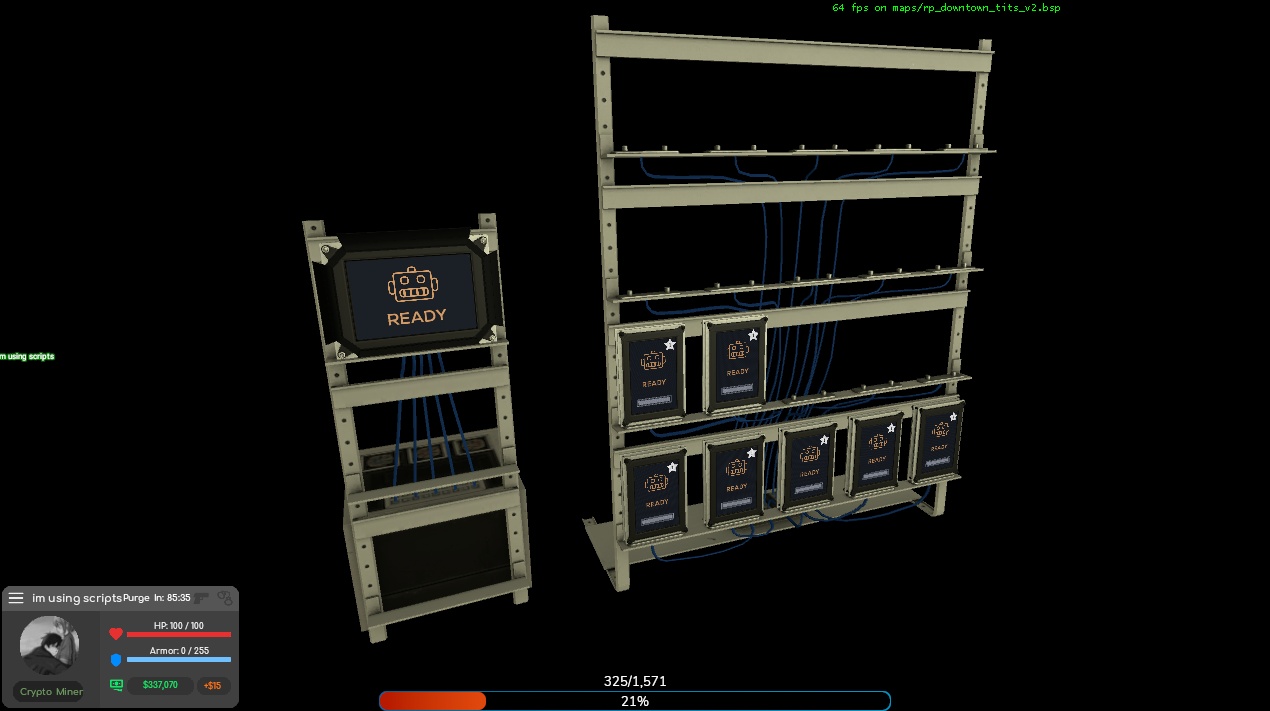 64 fps on maps/rp_downtown_tits_v2.bsp
READY
READY
READY
m using scripts
READY
READY
READY
READY
READY
im using scripts
Purge In: 85:35
HP: 100 / 100
Armor: 0 / 255
Crypto Miner
$337,070
+$15
325/1,571
21%